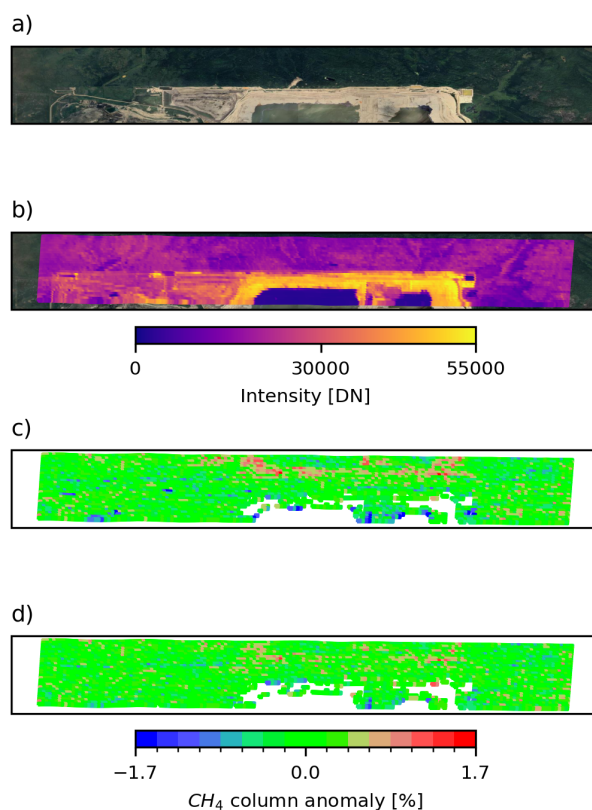 a)
b)
0 30000 55000
Intensity [DN]
c)
d)
−1.7 0.0 1.7
CH4 column anomaly [%]